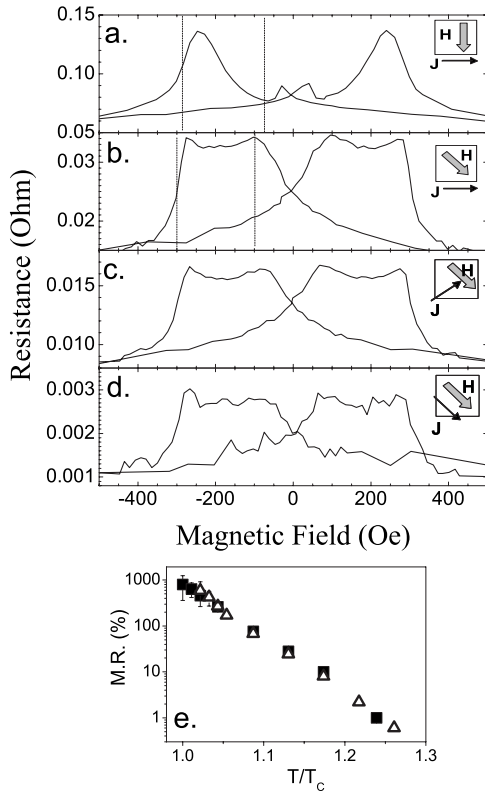 a.
H
J
0.15
0.10
0.05
b.
H
J
0.03
0.02
c.
H
J
0.015
0.010
d.
H
J
0.003
0.002
0.001
Resistance (Ohm)
-400 -200 0 200 400
Magnetic Field (Oe)
1000
100
10
1
M.R. (%)
e.
1.0 1.1 1.2 1.3
T/TC